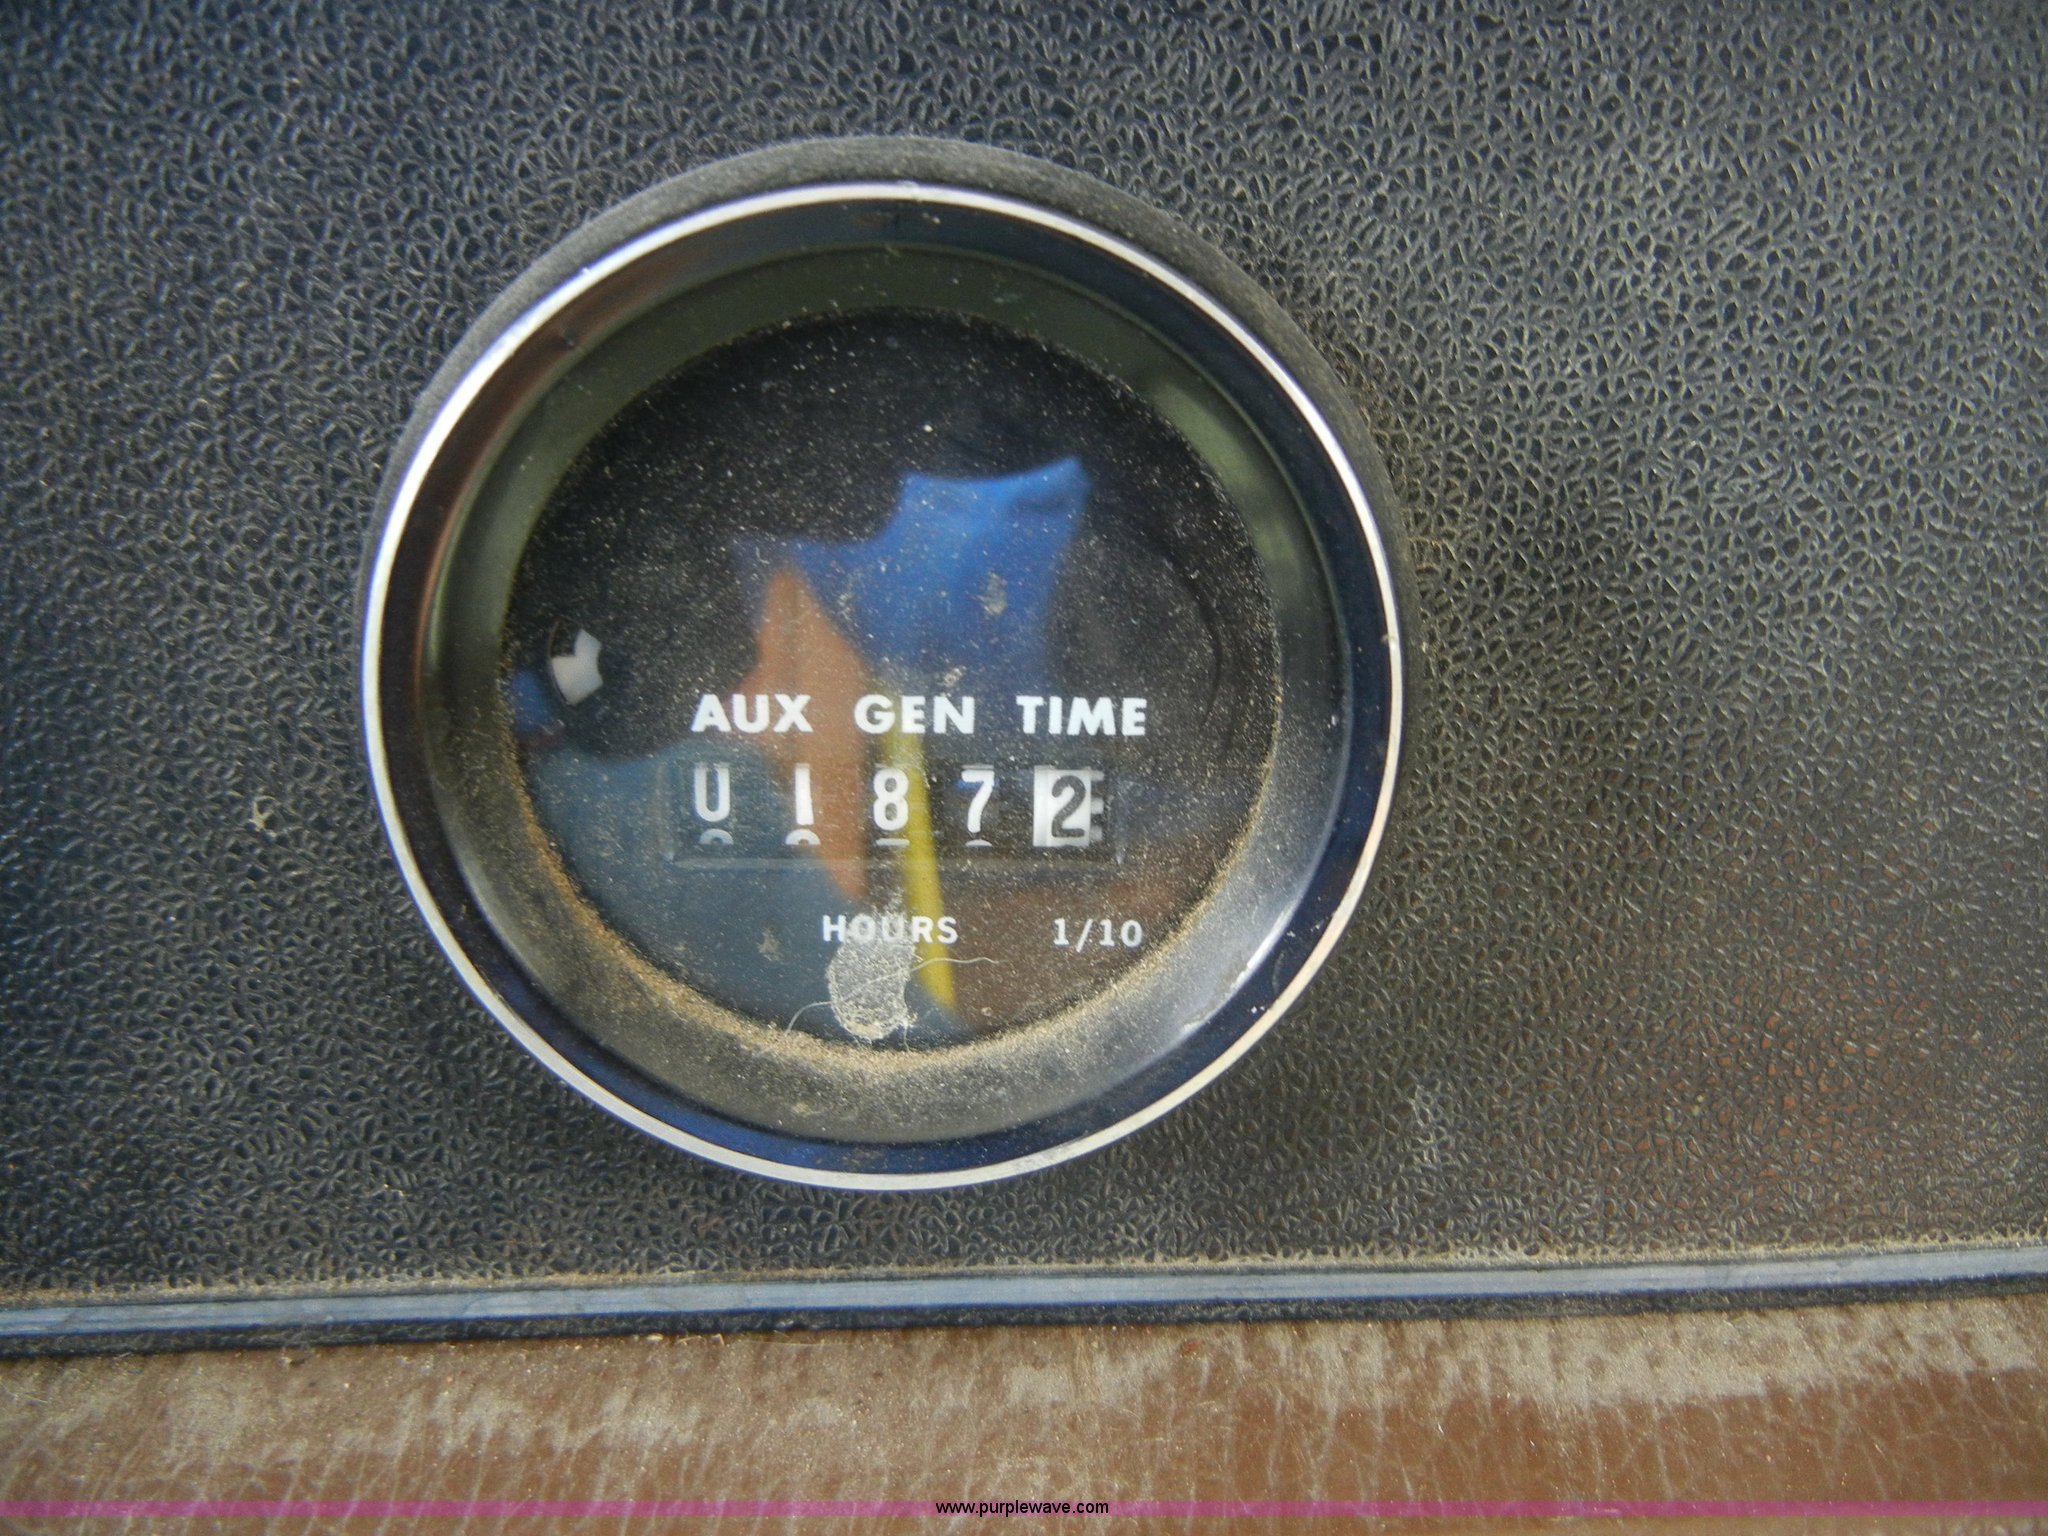 AUX GEN TIME
01872
HOURS 1/10
www.purplewave.com